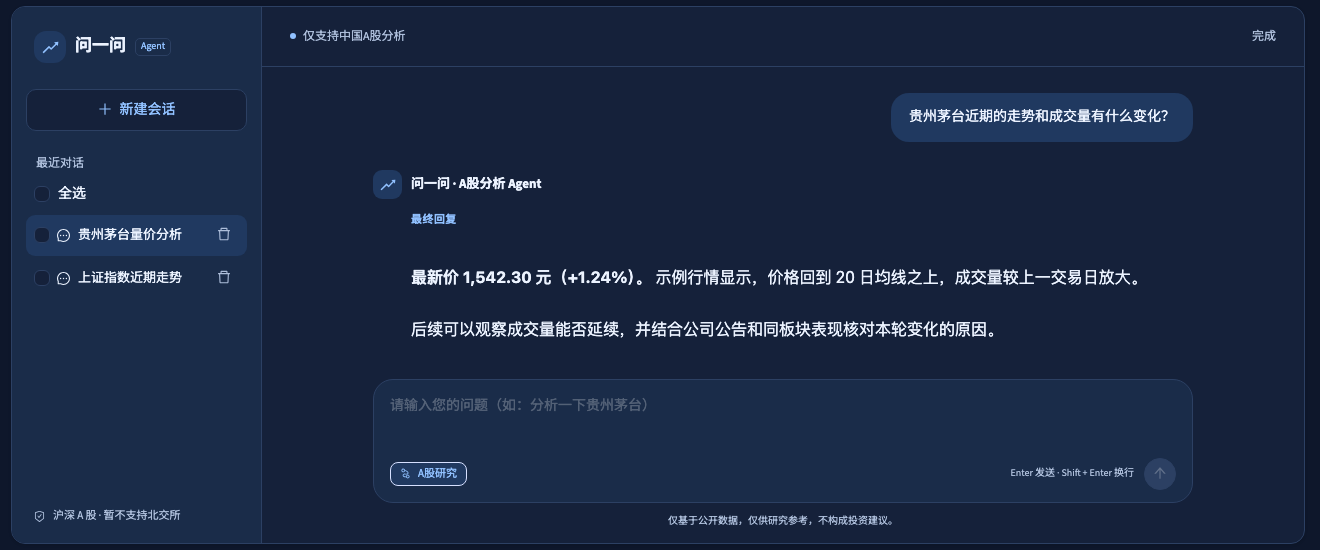 问一问 Agent
新建会话
最近对话
全选
贵州茅台量价分析
上证指数近期走势
沪深 A 股 · 暂不支持北交所
仅支持中国A股分析
完成
贵州茅台近期的走势和成交量有什么变化？
问一问 · A股分析 Agent
最终回复
最新价 1,542.30 元（+1.24%）。 示例行情显示，价格回到 20 日均线之上，成交量较上一交易日放大。
后续可以观察成交量能否延续，并结合公司公告和同板块表现核对本轮变化的原因。
请输入您的问题（如：分析一下贵州茅台）
A股研究
Enter 发送 · Shift + Enter 换行
仅基于公开数据，仅供研究参考，不构成投资建议。